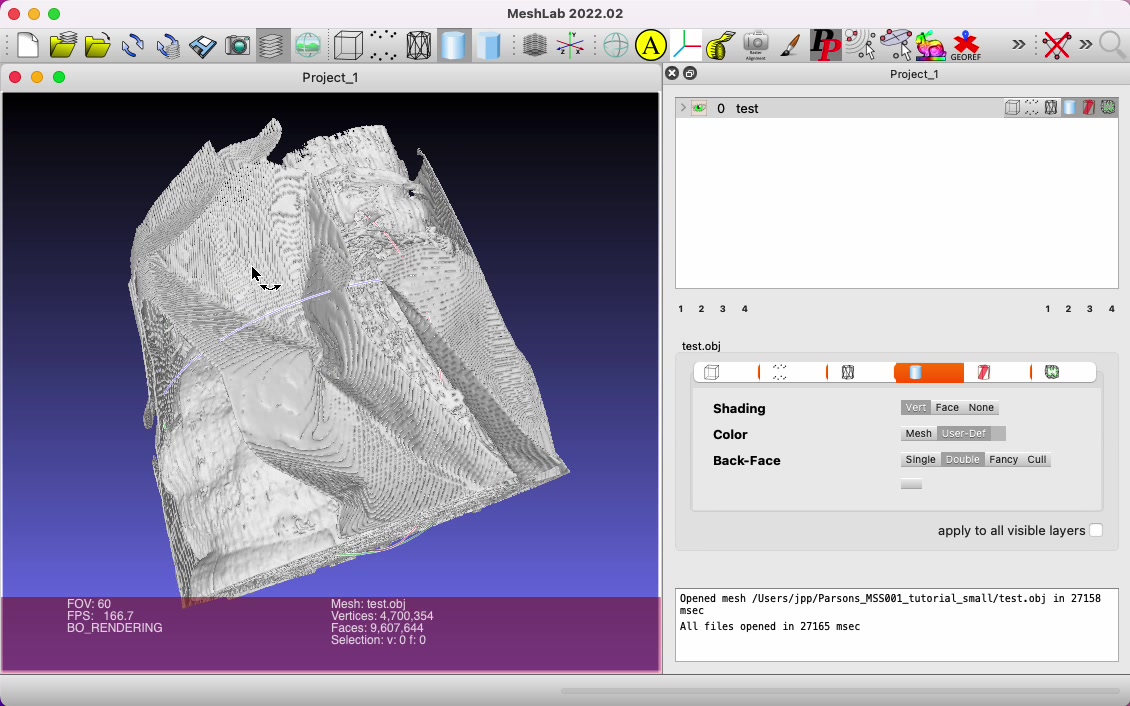 MeshLab 2022.02
A
PP
Alignment
GEOREF
Project_1
Project_1
0 test
1 2 3 4
1 2 3 4
test.obj
Shading
Vert Face None
Color
Mesh User-Def
Back-Face
Single Double Fancy Cull
apply to all visible layers
Opened mesh /Users/jpp/Parsons_MSS001_tutorial_small/test.obj in 27158
msec
All files opened in 27165 msec
FOV: 60
FPS: 166.7
BO_RENDERING
Mesh: test.obj
Vertices: 4,700,354
Faces: 9,607,644
Selection: v: 0 f: 0